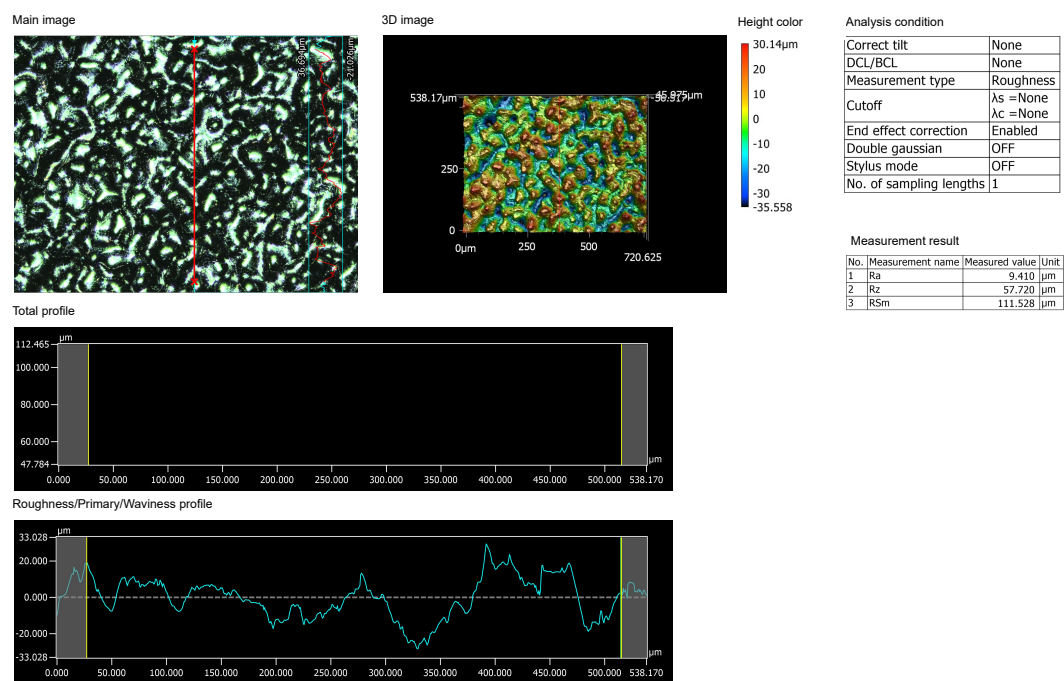 Main image
36.694µm
-21.026µm
3D image
538.17µm
45.975µm
250
0
0µm
250
500
720.625
Height color
30.14µm
20
10
0
-10
-20
-30
-35.558
Analysis condition
Correct tilt None
DCL/BCL None
Measurement type Roughness
Cutoff λs =None
λc =None
End effect correction Enabled
Double gaussian OFF
Stylus mode OFF
No. of sampling lengths 1
Measurement result
No. Measurement name Measured value Unit
1 Ra 9.410 µm
2 Rz 57.720 µm
3 RSm 111.528 µm
Total profile
µm
112.465
100.000
80.000
60.000
47.784
µm
0.000 50.000 100.000 150.000 200.000 250.000 300.000 350.000 400.000 450.000 500.000 538.170
Roughness/Primary/Waviness profile
µm
33.028
20.000
0.000
-20.000
-33.028
µm
0.000 50.000 100.000 150.000 200.000 250.000 300.000 350.000 400.000 450.000 500.000 538.170